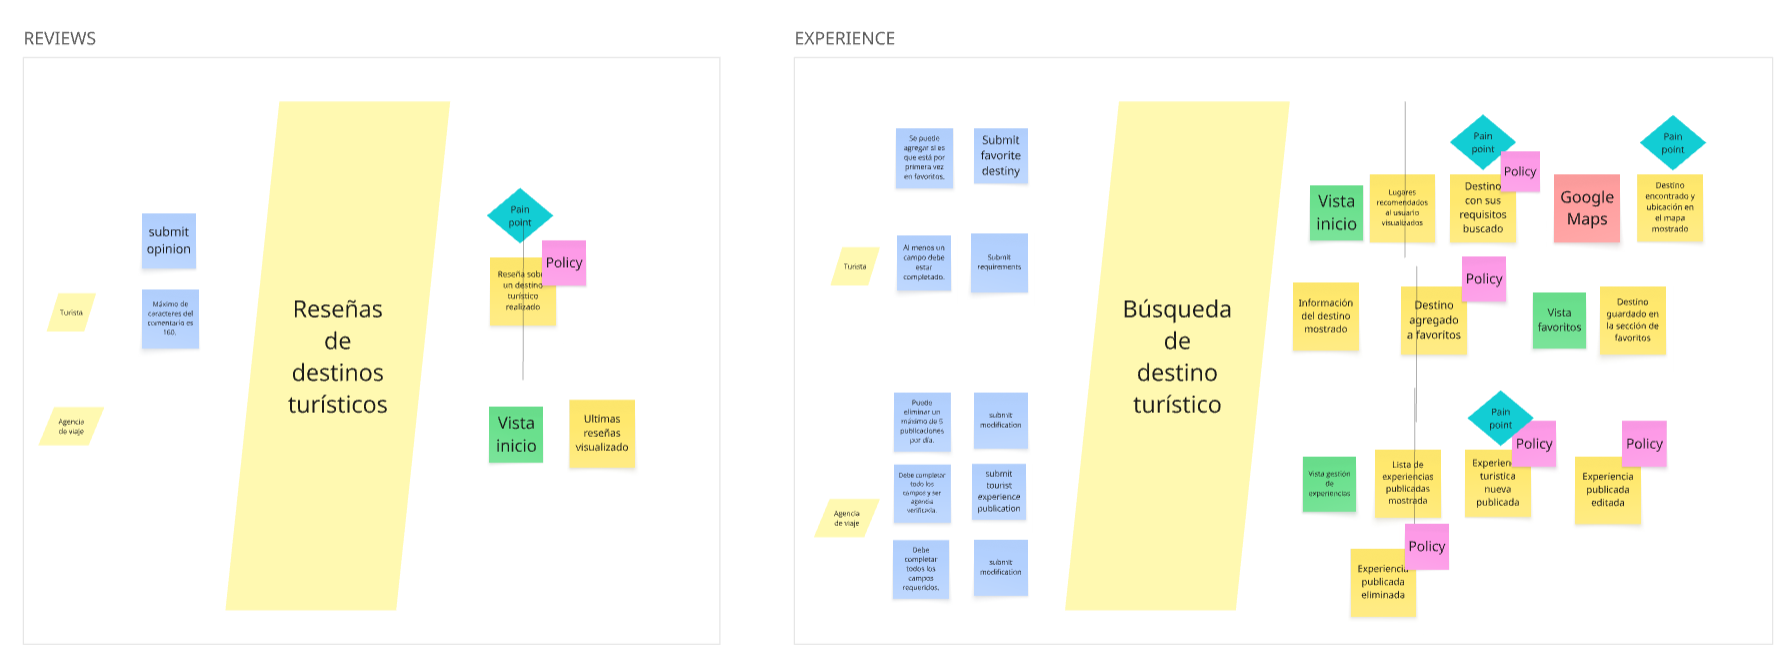 REVIEWS
submit
opinion
Máximo de
caracteres del
comentario es
160.
Turista
Agencia
de viaje
Reseñas
de
destinos
turísticos
Pain
point
Policy
Reseña sobre
un destino
turístico
realizado
Vista
inicio
Ultimas
reseñas
visualizado
EXPERIENCE
Se puede
agregar si es
que está por
primera vez
en favoritos.
Submit
favorite
destiny
Turista
Al menos un
campo debe
estar
completado.
Submit
requirements
Puede
eliminar un
máximo de 5
publicaciones
por día.
submit
modification
Debe completar
todo los
campos y ser
agencia
verificada.
submit
tourist
experience
publication
Agencia
de viaje
Debe
completar
todos los
campos
requeridos.
submit
modification
Búsqueda
de
destino
turístico
Vista
inicio
Lugares
recomendados
al usuario
visualizados
Pain
point
Policy
Destino
con sus
requisitos
buscado
Google
Maps
Pain
point
Destino
encontrado y
ubicación en
el mapa
mostrado
Información
del destino
mostrado
Policy
Destino
agregado
a favoritos
Vista
favoritos
Destino
guardado en
la sección de
favoritos
Vista gestión
de
experiencias
Lista de
experiencias
publicadas
mostrada
Pain
point
Policy
Experiencia
turística
nueva
publicada
Policy
Experiencia
publicada
editada
Policy
Experiencia
publicada
eliminada